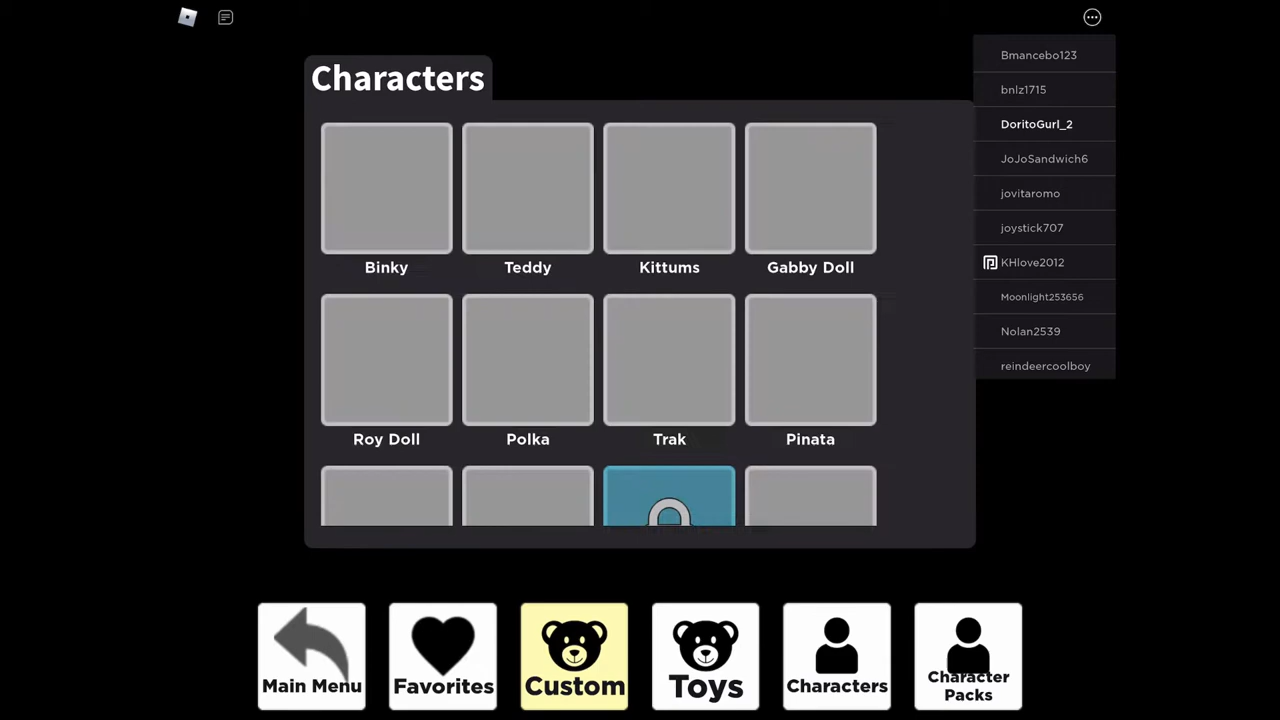 Characters
Binky
Teddy
Kittums
Gabby Doll
Roy Doll
Polka
Trak
Pinata
Bmancebo123
bnlz1715
DoritoGurl_2
JoJoSandwich6
jovitaromo
joystick707
KHlove2012
Moonlight253656
Nolan2539
reindeercoolboy
Main Menu
Favorites
Custom
Toys
Characters
Character
Packs